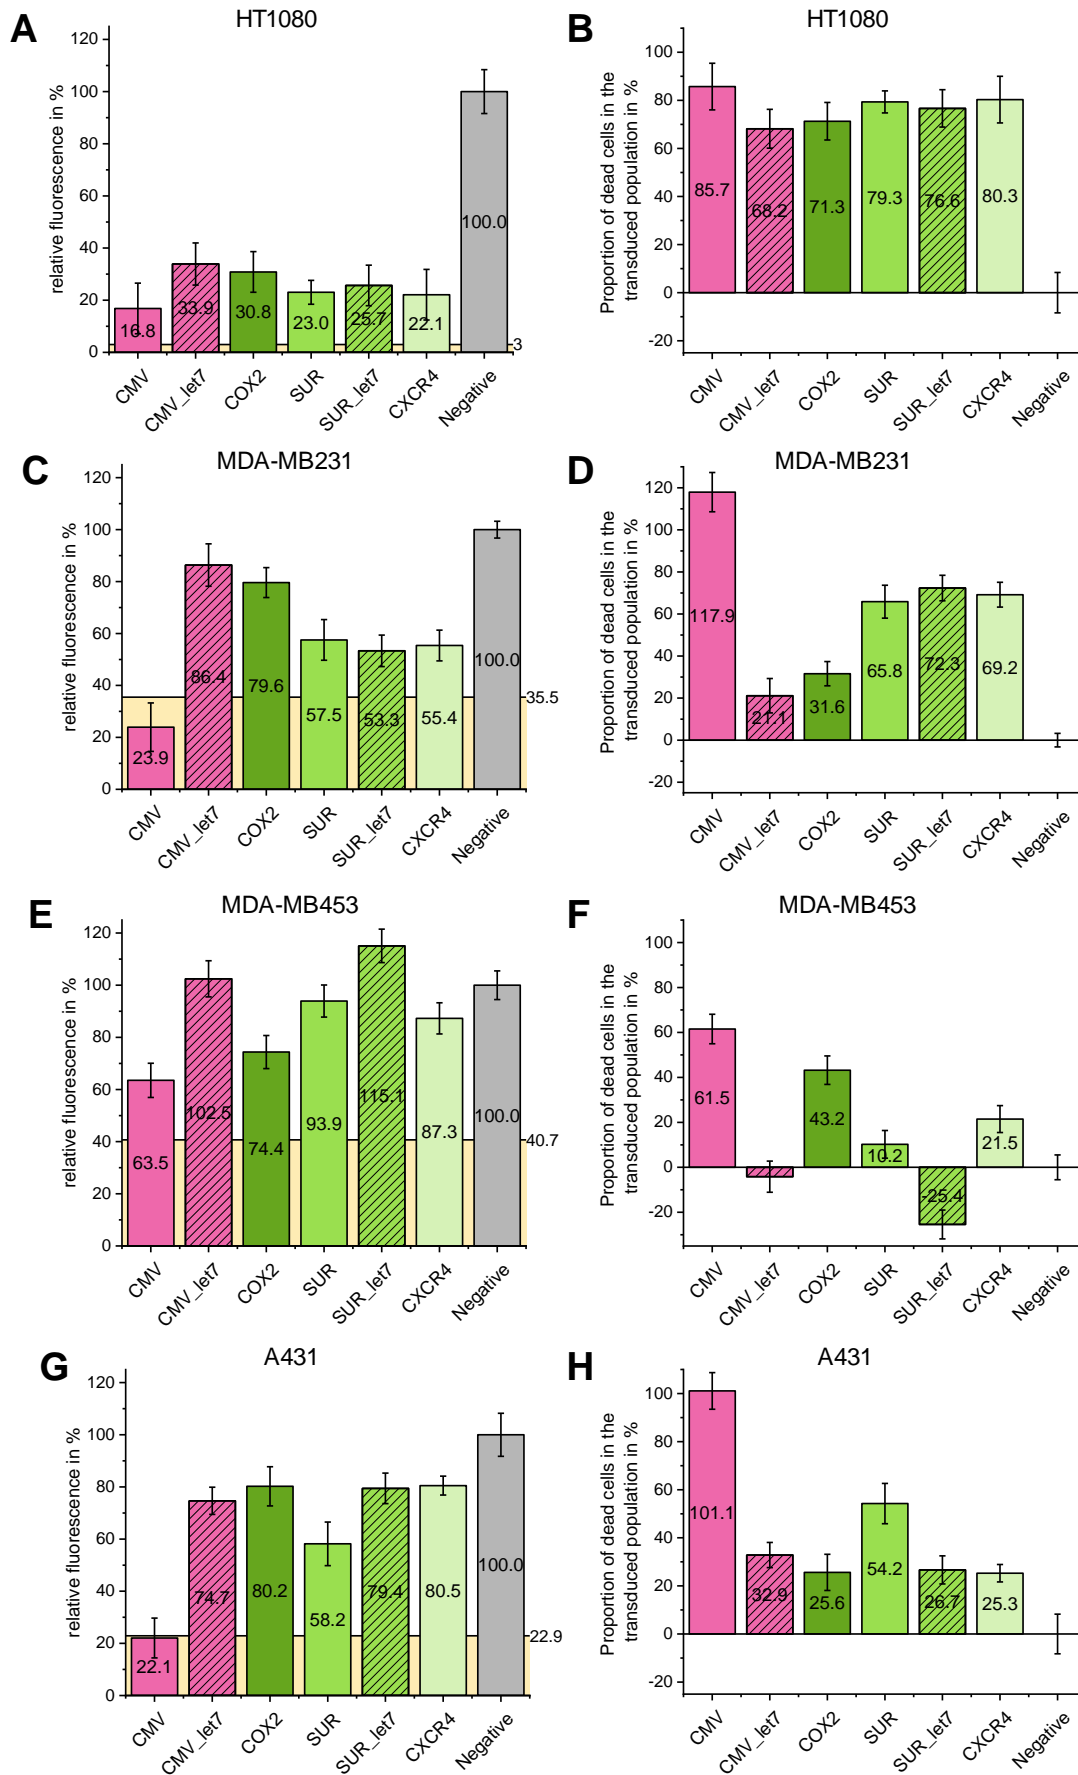 A
HT1080
relative fluorescence in %
120
100
80
60
40
20
0
16.8
33.9
30.8
23.0
25.7
22.1
100.0
3
CMV
CMV_let7
COX2
SUR
SUR_let7
CXCR4
Negative
B
HT1080
Proportion of dead cells in the
transduced population in %
100
80
60
40
20
0
-20
85.7
68.2
71.3
79.3
76.6
80.3
CMV
CMV_let7
COX2
SUR
SUR_let7
CXCR4
Negative
C
MDA-MB231
relative fluorescence in %
120
100
80
60
40
20
0
23.9
86.4
79.6
57.5
53.3
55.4
100.0
35.5
CMV
CMV_let7
COX2
SUR
SUR_let7
CXCR4
Negative
D
MDA-MB231
Proportion of dead cells in the
transduced population in %
120
100
80
60
40
20
0
-20
117.9
21.1
31.6
65.8
72.3
69.2
CMV
CMV_let7
COX2
SUR
SUR_let7
CXCR4
Negative
E
MDA-MB453
relative fluorescence in %
120
100
80
60
40
20
0
63.5
102.5
74.4
93.9
115.1
87.3
100.0
40.7
CMV
CMV_let7
COX2
SUR
SUR_let7
CXCR4
Negative
F
MDA-MB453
Proportion of dead cells in the
transduced population in %
100
80
60
40
20
0
-20
61.5
43.2
10.2
-25.4
21.5
CMV
CMV_let7
COX2
SUR
SUR_let7
CXCR4
Negative
G
A431
relative fluorescence in %
120
100
80
60
40
20
0
22.1
74.7
80.2
58.2
79.4
80.5
100.0
22.9
CMV
CMV_let7
COX2
SUR
SUR_let7
CXCR4
Negative
H
A431
Proportion of dead cells in the
transduced population in %
100
80
60
40
20
0
-20
101.1
32.9
25.6
54.2
26.7
25.3
CMV
CMV_let7
COX2
SUR
SUR_let7
CXCR4
Negative